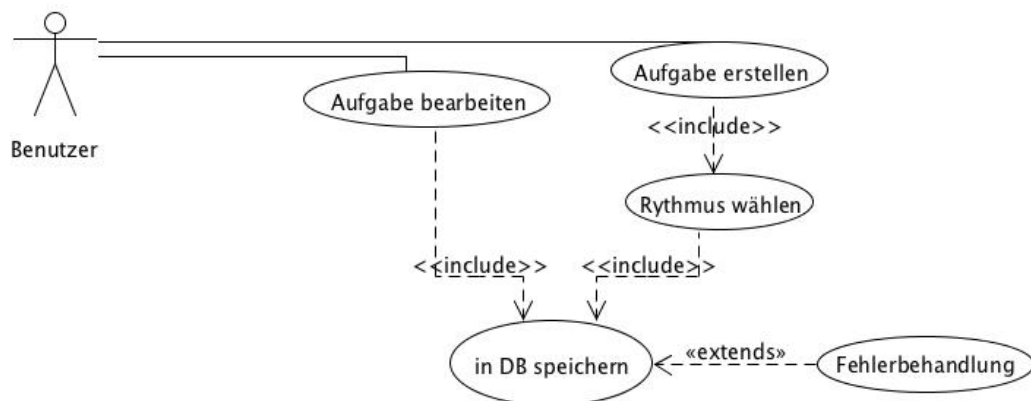 Aufgabe erstellen
Aufgabe bearbeiten
<<include>>
Benutzer
Rythmus wählen
<<include>>
<<include>>
«extends»
in DB speichern
Fehlerbehandlung